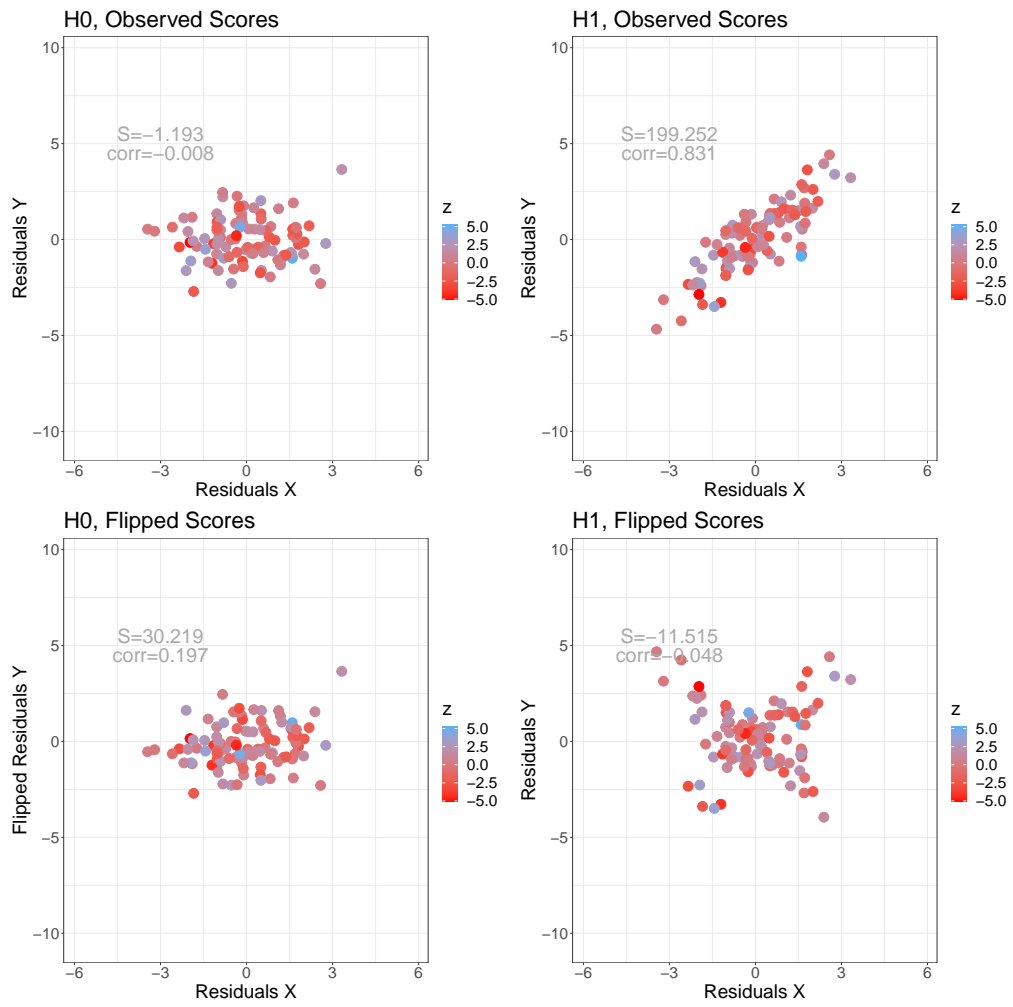 H0, Observed Scores
10
5
0
−5
−10
Residuals Y
S=−1.193
corr=−0.008
−6
−3
0
3
6
Residuals X
z
5.0
2.5
0.0
−2.5
−5.0
H1, Observed Scores
10
5
0
−5
−10
Residuals Y
S=199.252
corr=0.831
−6
−3
0
3
6
Residuals X
z
5.0
2.5
0.0
−2.5
−5.0
H0, Flipped Scores
10
5
0
−5
−10
Flipped Residuals Y
S=30.219
corr=0.197
−6
−3
0
3
6
Residuals X
z
5.0
2.5
0.0
−2.5
−5.0
H1, Flipped Scores
10
5
0
−5
−10
Residuals Y
S=−11.515
corr=−0.048
−6
−3
0
3
6
Residuals X
z
5.0
2.5
0.0
−2.5
−5.0